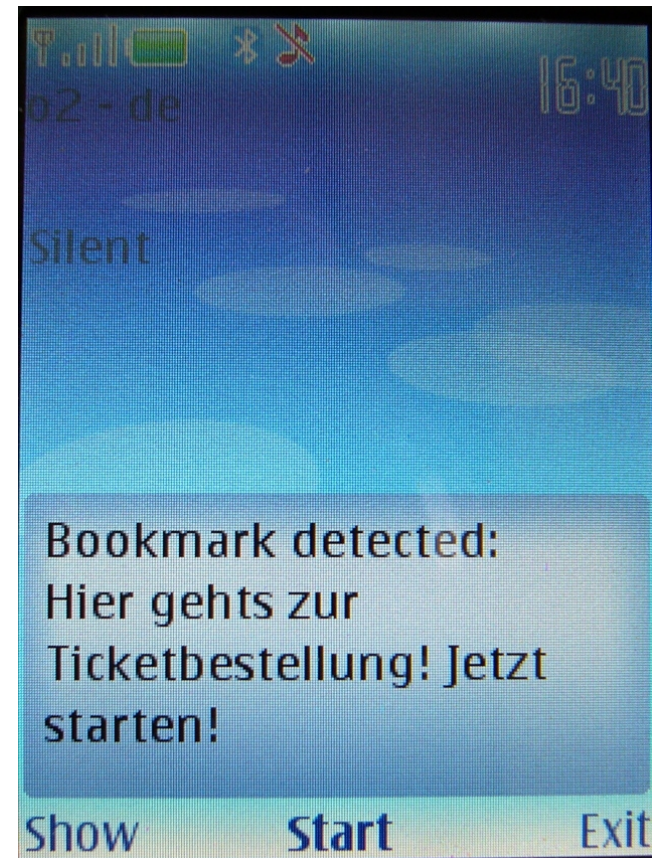 16:40
o2 - de
Silent
Bookmark detected:
Hier gehts zur
Ticketbestellung! Jetzt
starten!
Show Start Exit